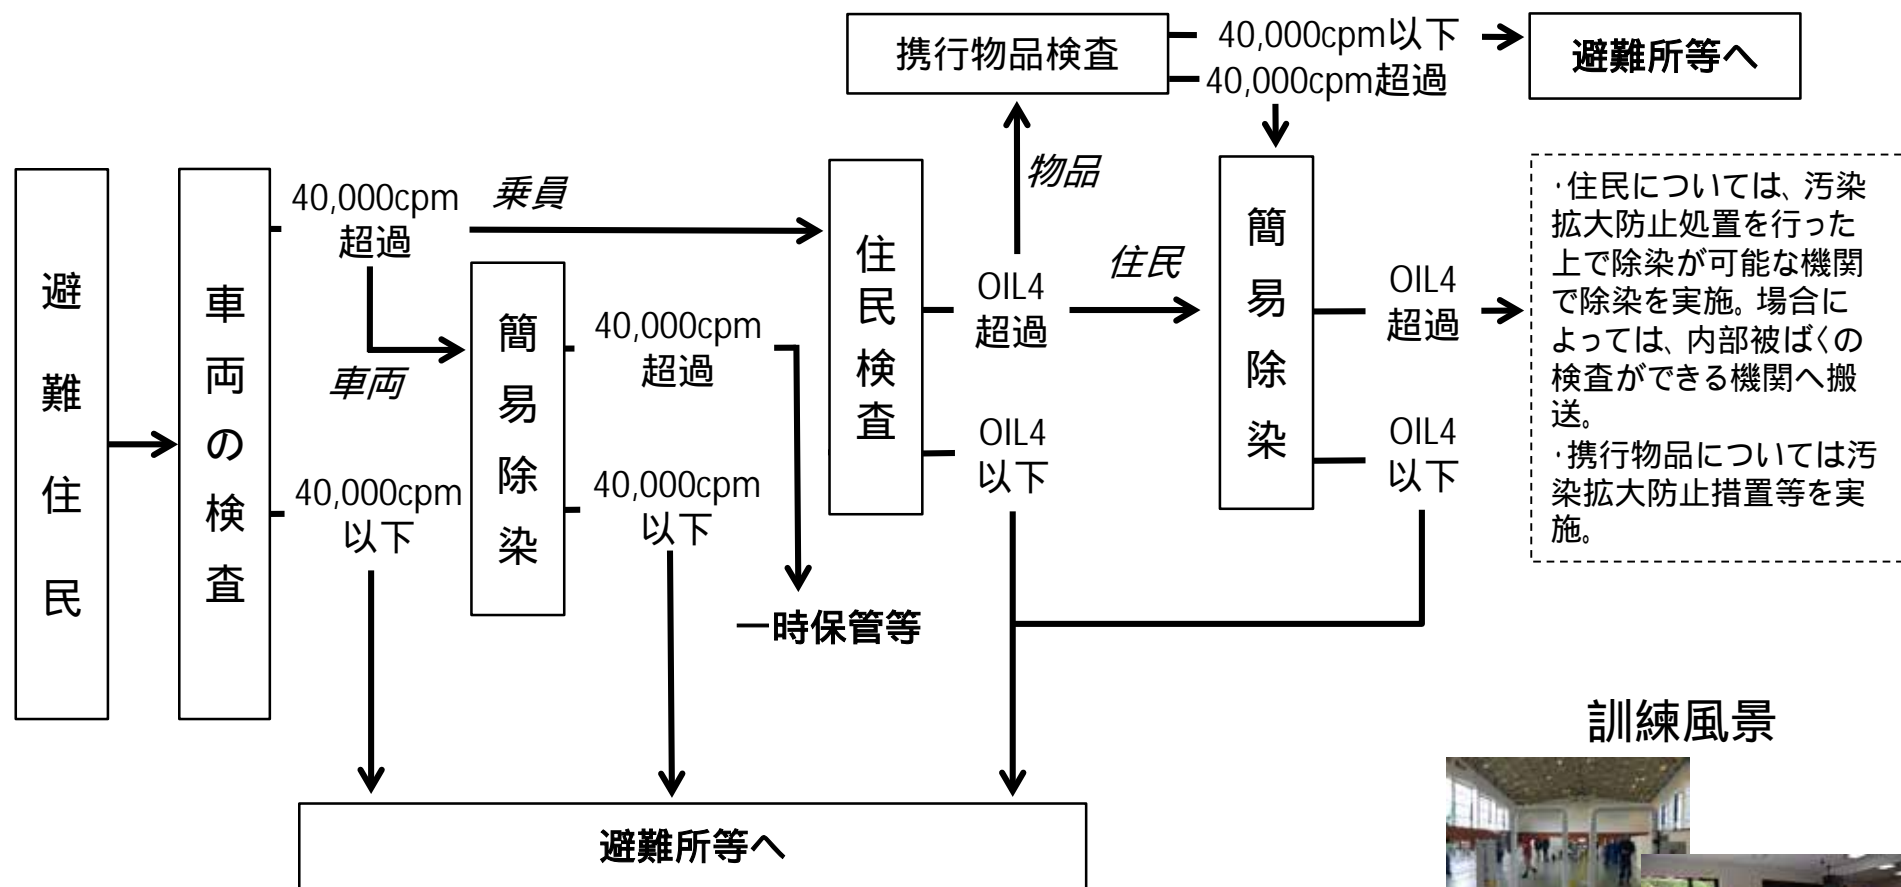 避難住民
車両の検査
40,000cpm
超過
乗員
車両
40,000cpm
以下
簡易除染
40,000cpm
超過
40,000cpm
以下
一時保管等
住民検査
OIL4
超過
物品
住民
OIL4
以下
携行物品検査
40,000cpm以下
40,000cpm超過
避難所等へ
簡易除染
OIL4
超過
OIL4
以下
・住民については、汚染
拡大防止処置を行った
上で除染が可能な機関
で除染を実施。場合に
よっては、内部被ばくの
検査ができる機関へ搬
送。
・携行物品については汚
染拡大防止措置等を実
施。
避難所等へ
訓練風景